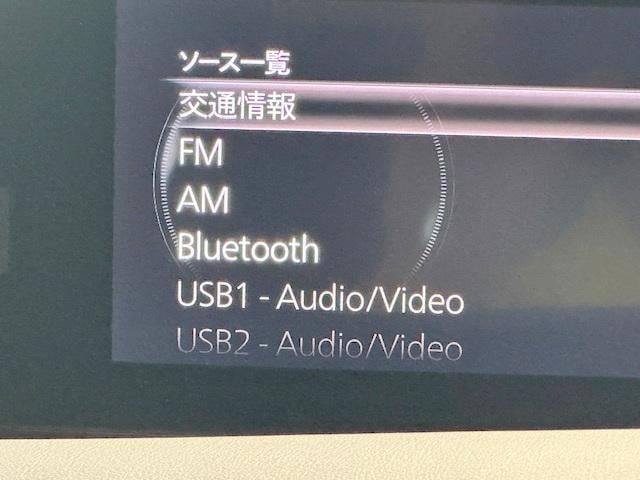 ソース一覧
交通情報
FM
AM
Bluetooth
USB1 - Audio/Video
USB2 - Audio/Video